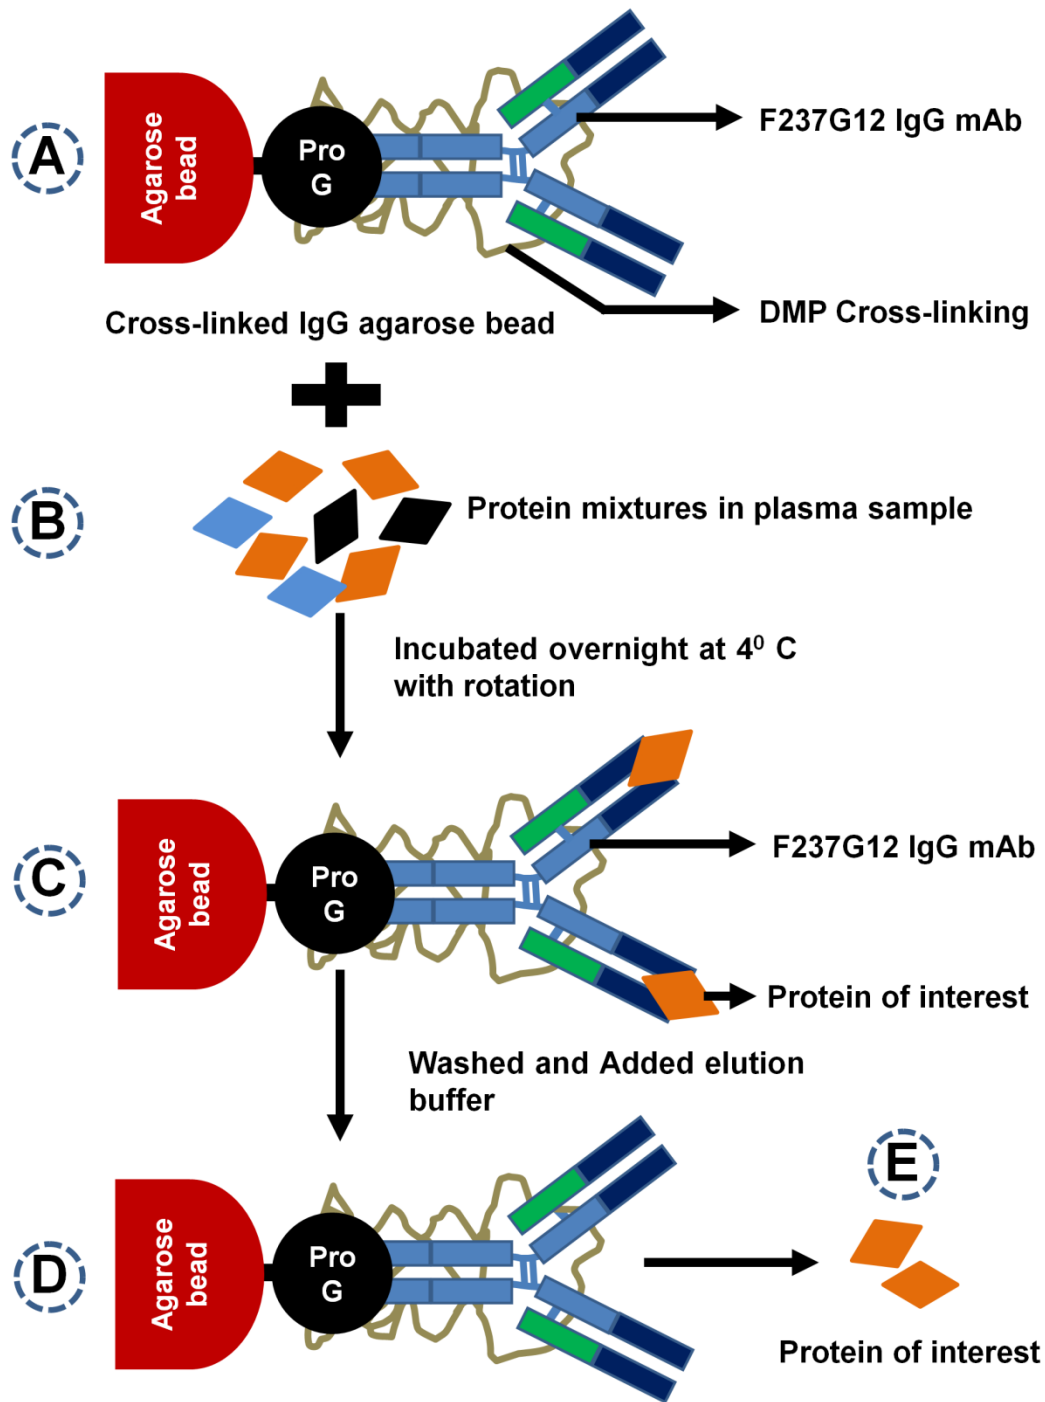 A
Agarose
bead
Pro
G
F237G12 IgG mAb
DMP Cross-linking
Cross-linked IgG agarose bead
B
Protein mixtures in plasma sample
Incubated overnight at 4⁰ C
with rotation
C
Agarose
bead
Pro
G
F237G12 IgG mAb
Protein of interest
Washed and Added elution
buffer
D
Agarose
bead
Pro
G
E
Protein of interest